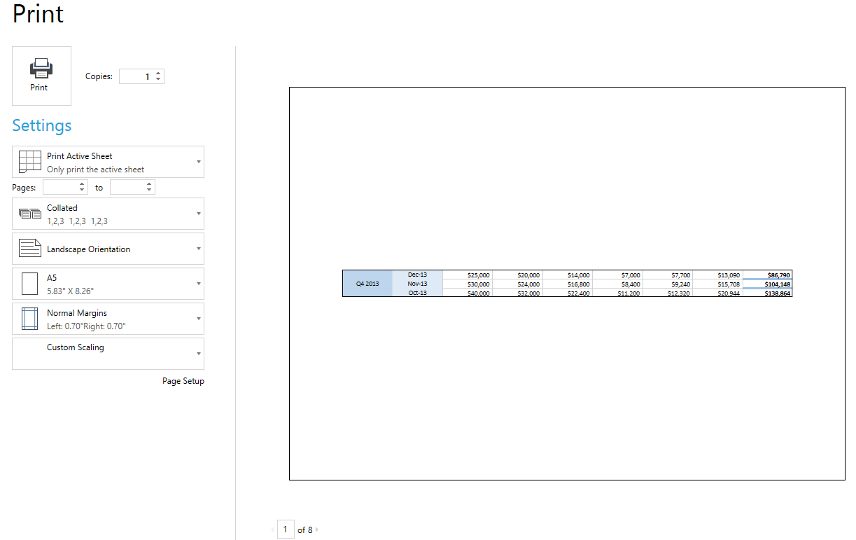 Print
Print
Copies: 1
Settings
Print Active Sheet
Only print the active sheet
Pages: to
Collated
1,2,3 1,2,3 1,2,3
Landscape Orientation
A5
5.83" X 8.26"
Normal Margins
Left: 0.70"Right: 0.70"
Custom Scaling
Page Setup
Dec-13 $25,000 $20,000 $14,000 $7,000 $7,700 $13,090 $86,790
Q4 2013 Nov-13 $30,000 $24,000 $16,800 $8,400 $9,240 $15,708 $104,148
Oct-13 $40,000 $32,000 $22,400 $11,200 $12,320 $20,944 $138,864
1 of 8